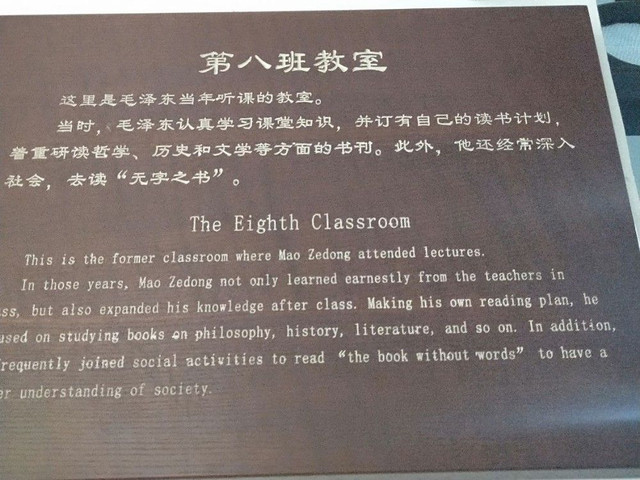 第八班教室
这里是毛泽东当年听课的教室。
当时，毛泽东认真学习课堂知识，并订有自己的读书计划，
着重研读哲学、历史和文学等方面的书刊。此外，他还经常深入
社会，去读“无字之书”。
The Eighth Classroom
This is the former classroom where Mao Zedong attended lectures.
In those years, Mao Zedong not only learned earnestly from the teachers in
ss, but also expanded his knowledge after class. Making his own reading plan, he
used on studying books on philosophy, history, literature, and so on. In addition,
frequently joined social activities to read “the book without words” to have a
er understanding of society.